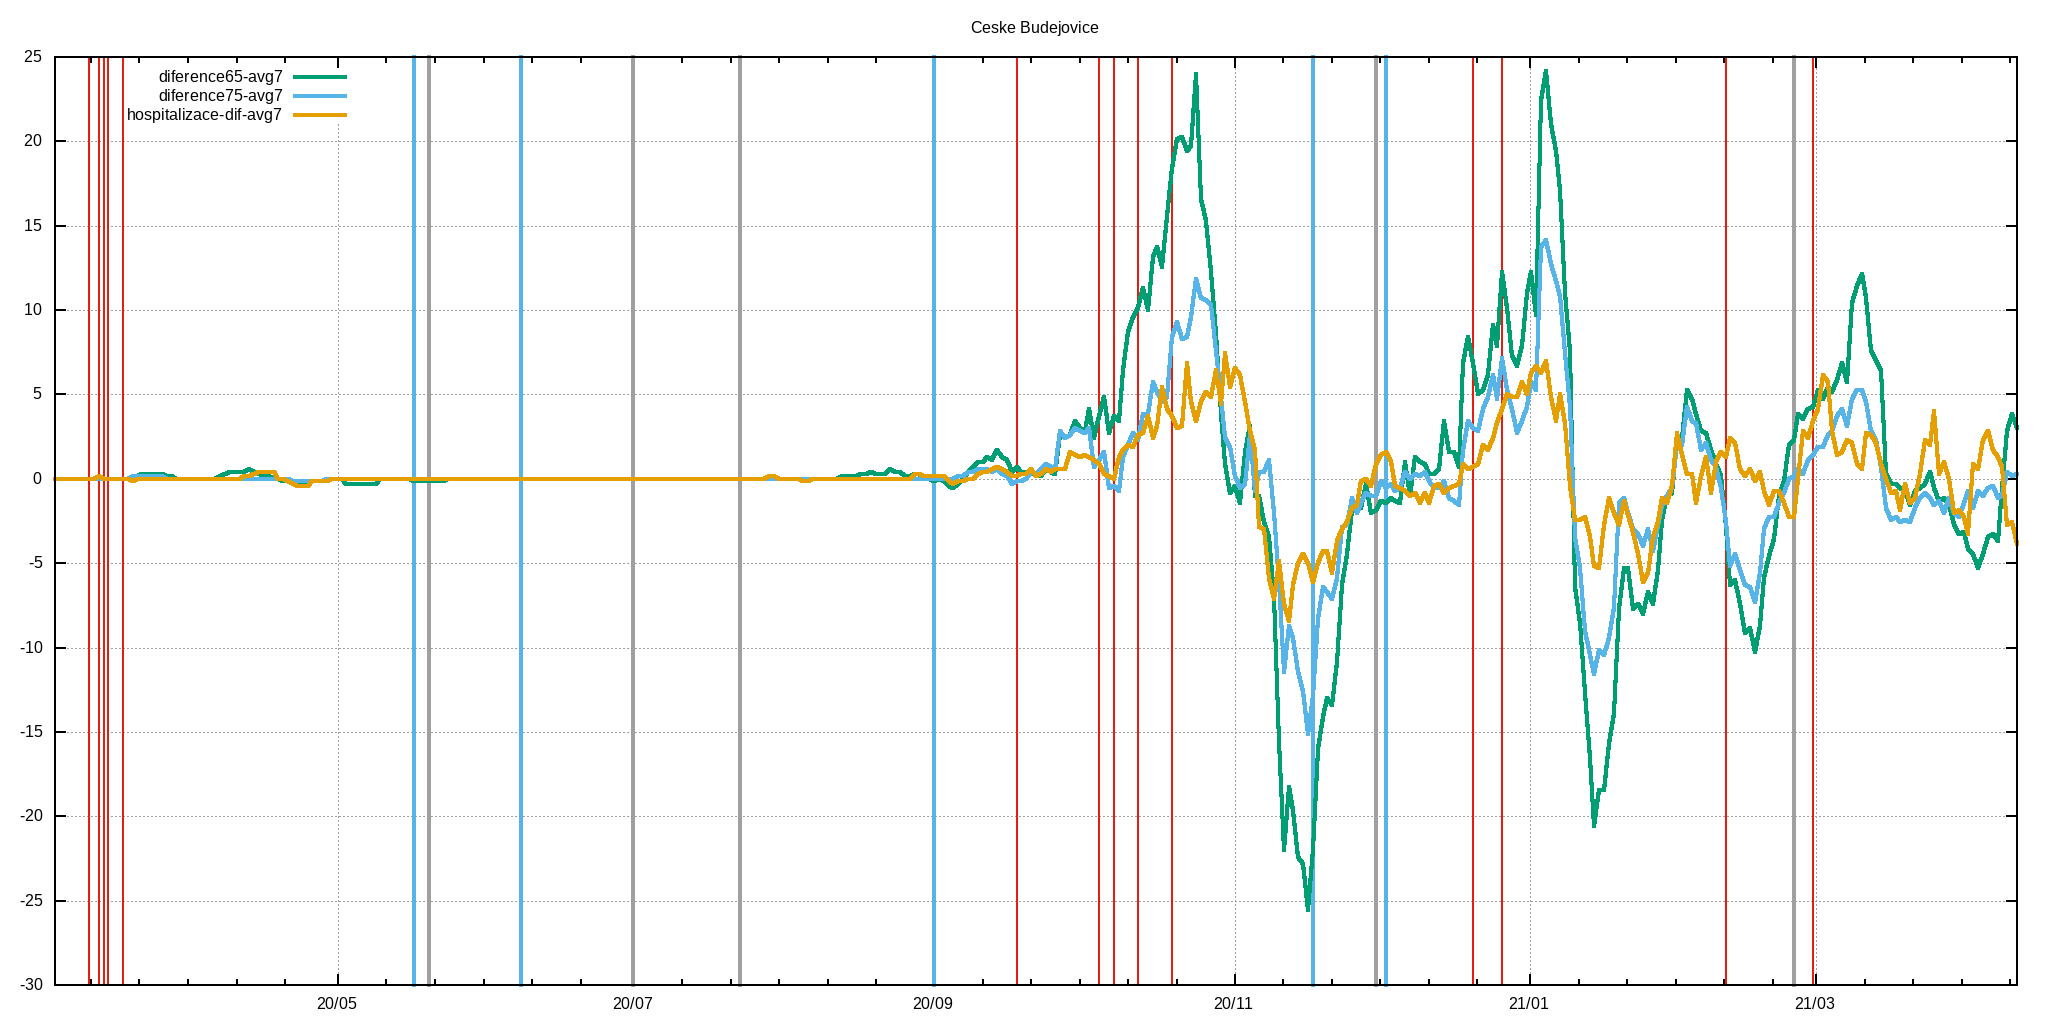 Ceske Budejovice
diference65-avg7
diference75-avg7
hospitalizace-dif-avg7
25
20
15
10
5
0
-5
-10
-15
-20
-25
-30
20/05 20/07 20/09 20/11 21/01 21/03